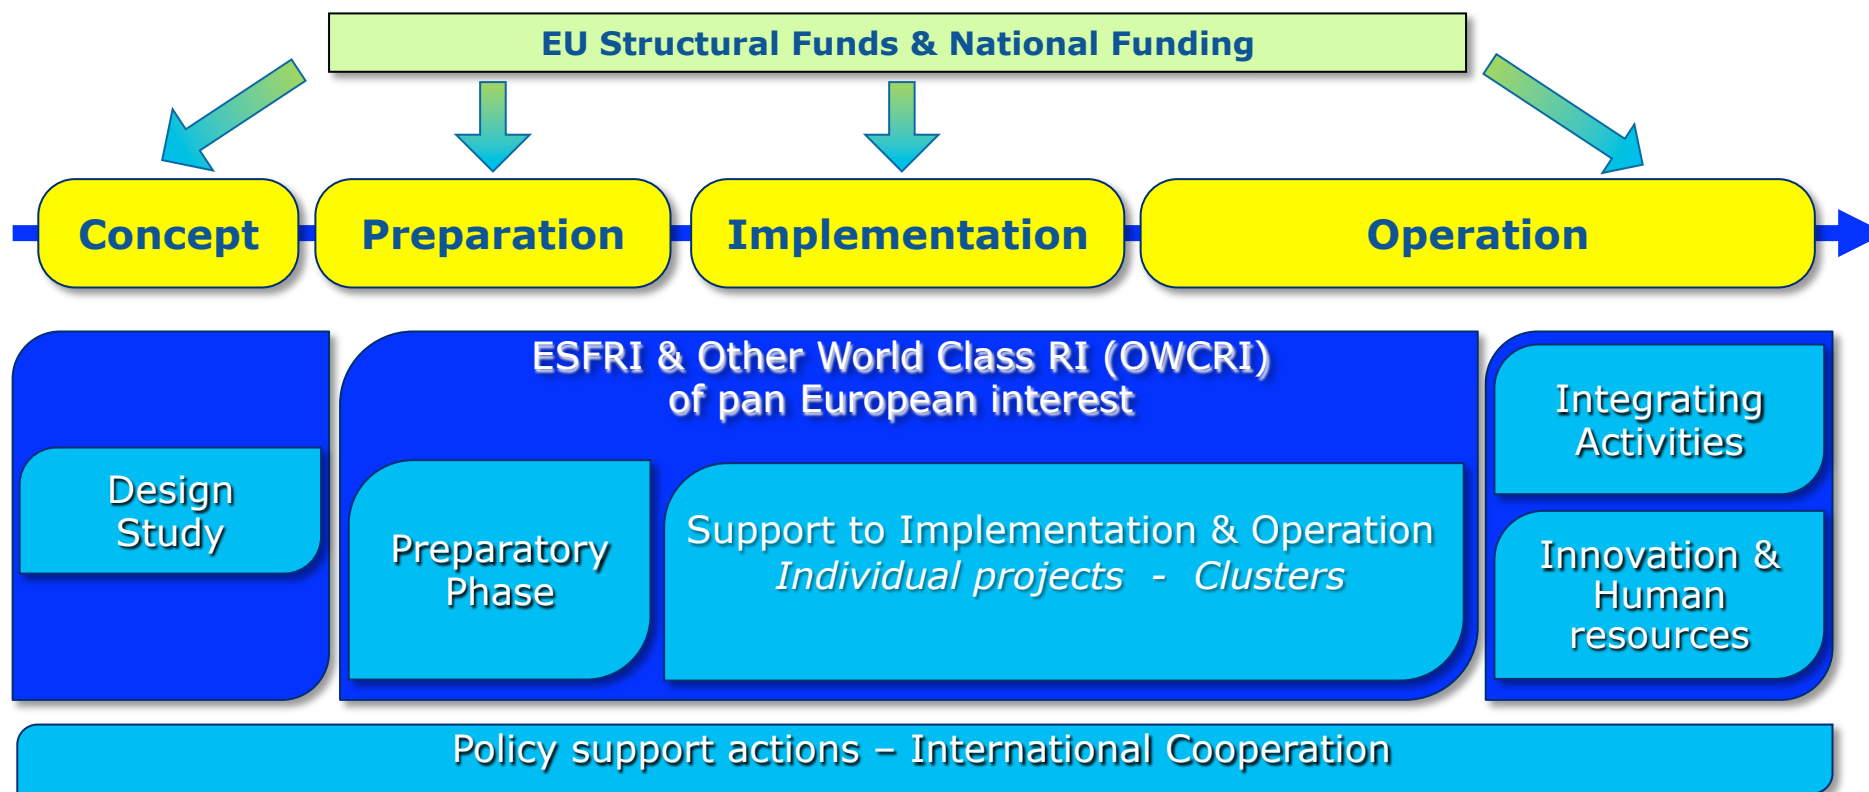 EU Structural Funds & National Funding
Concept
Preparation
Implementation
Operation
ESFRI & Other World Class RI (OWCRI)
of pan European interest
Design
Study
Preparatory
Phase
Support to Implementation & Operation
Individual projects - Clusters
Integrating
Activities
Innovation &
Human
resources
Policy support actions – International Cooperation